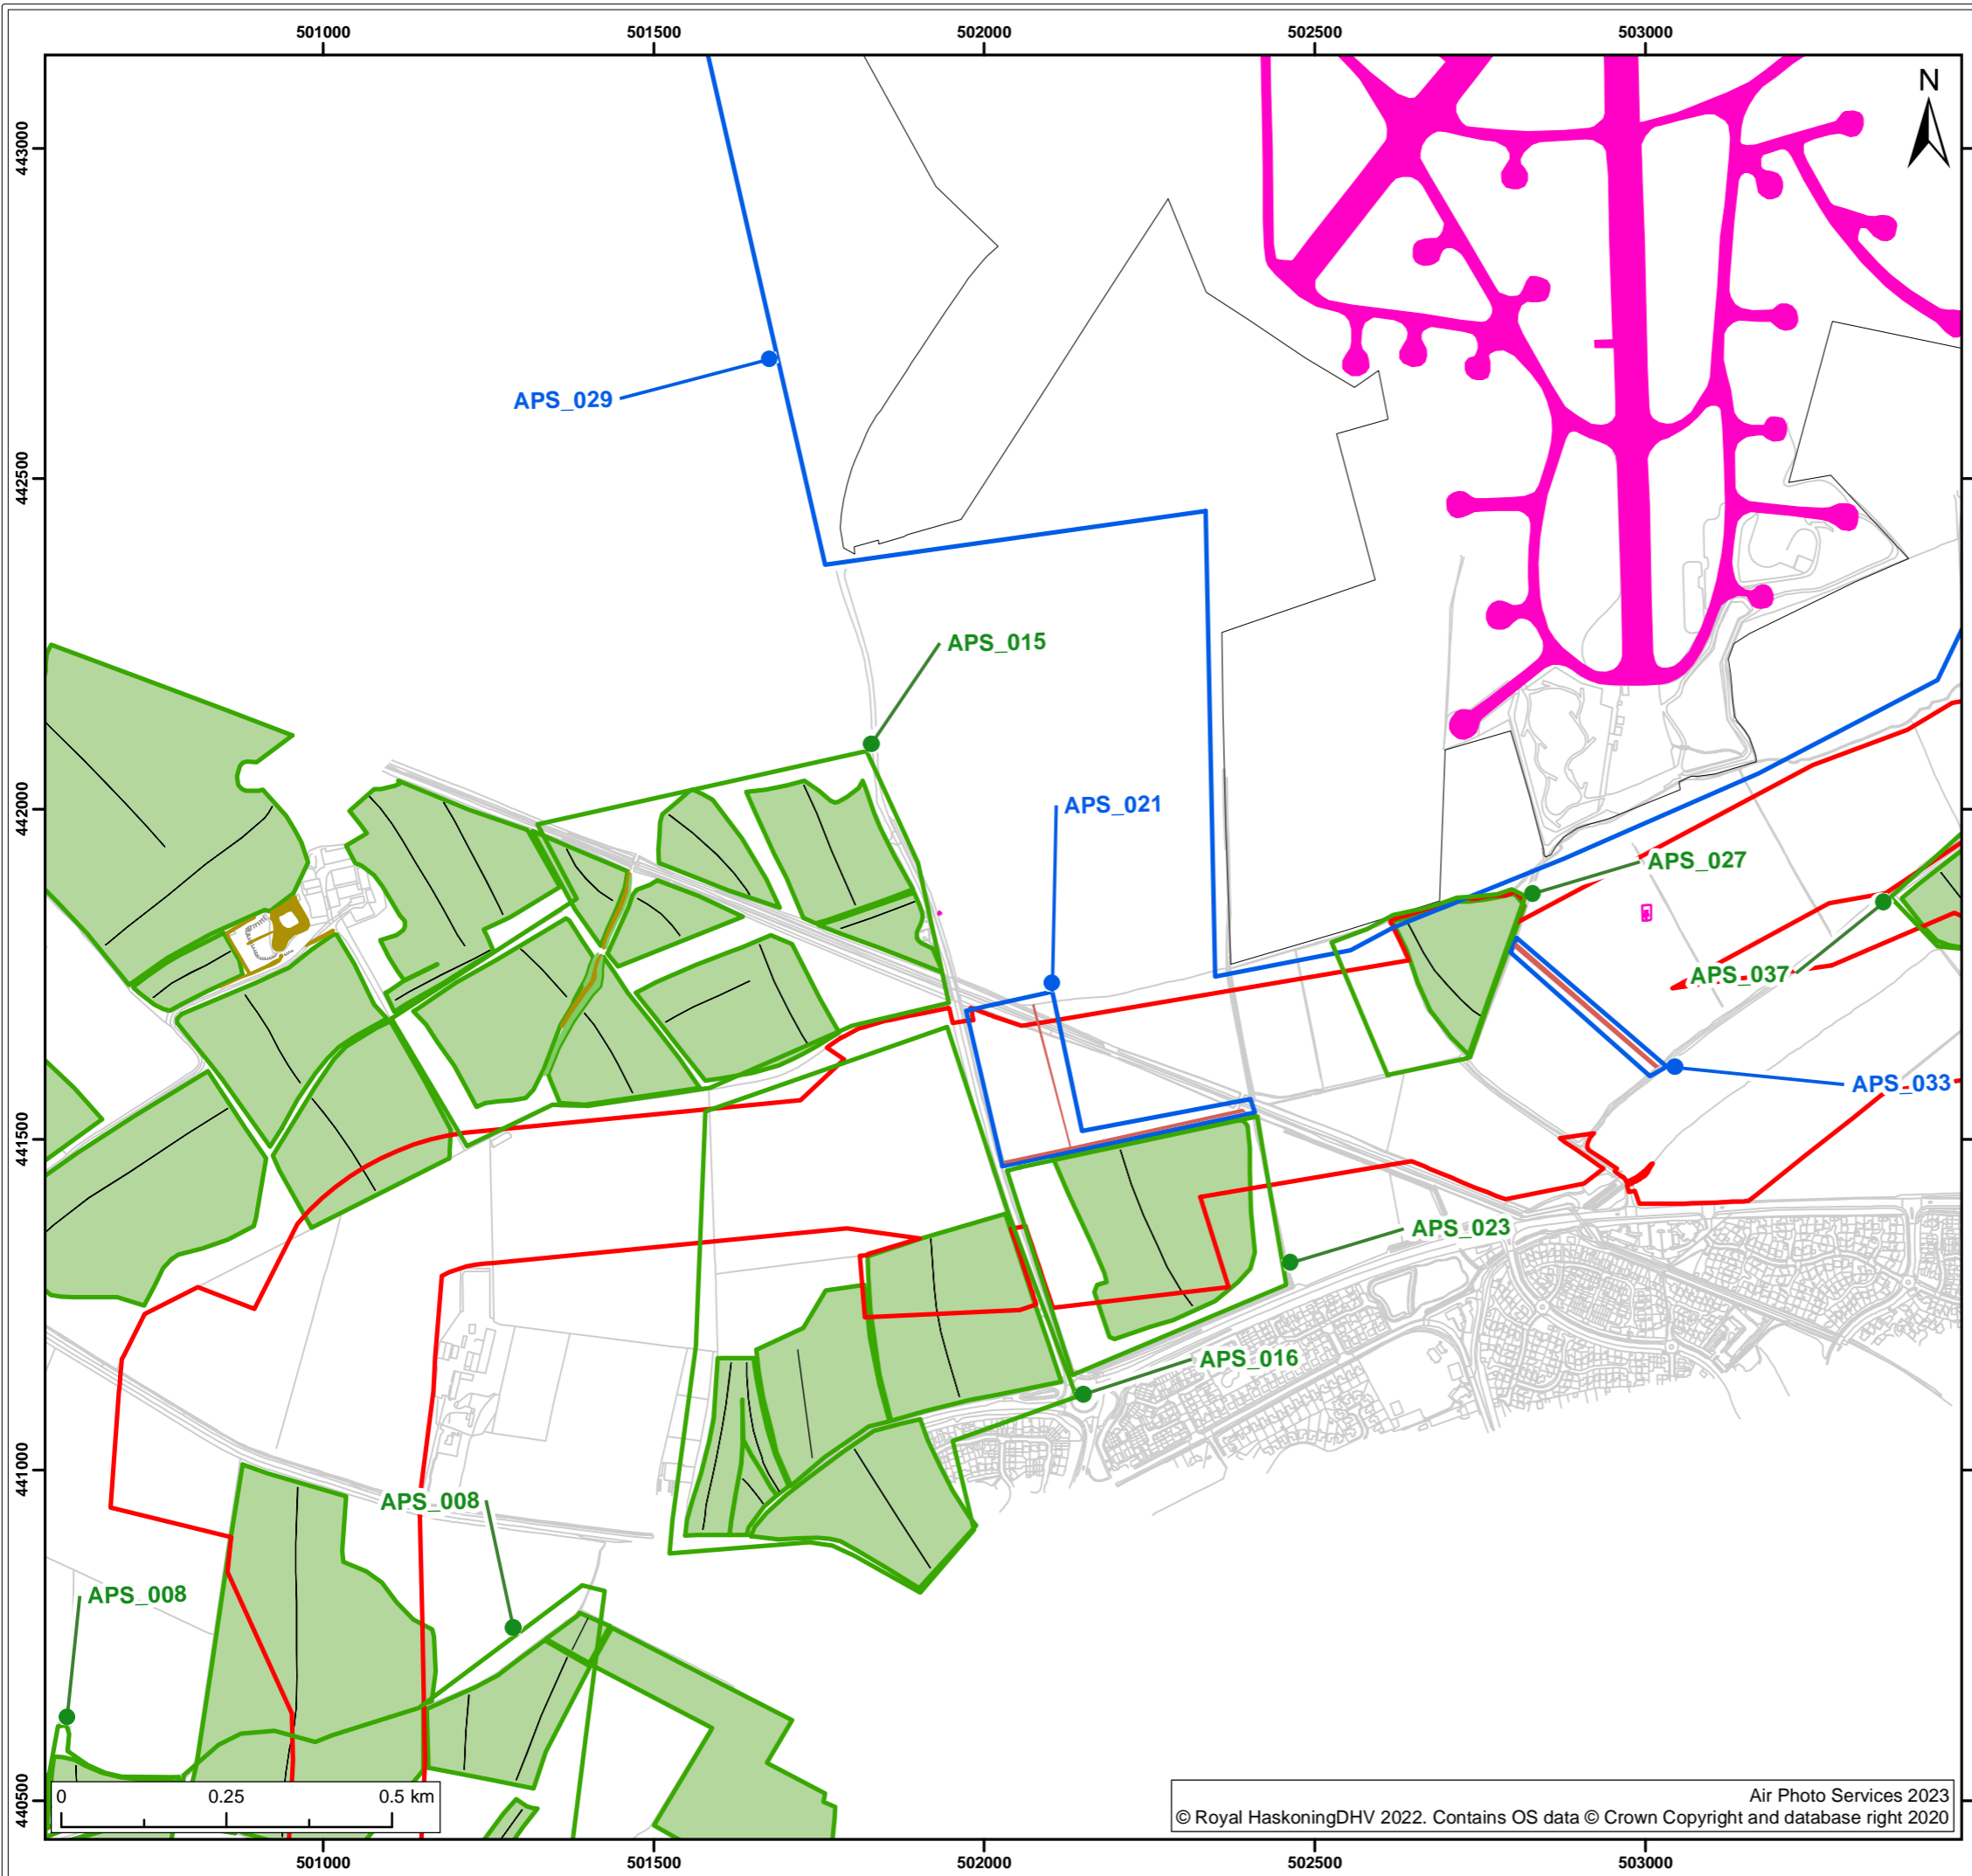 501000 501500 502000 502500 503000
N
443000
APS_029
442500
APS_015
APS_021
442000
APS_027
APS_037
APS_033
441500
APS_023
APS_016
441000
APS_008
APS_008
440500
0 0.25 0.5 km
Air Photo Services 2023
© Royal HaskoningDHV 2022. Contains OS data © Crown Copyright and database right 2020
501000 501500 502000 502500 503000